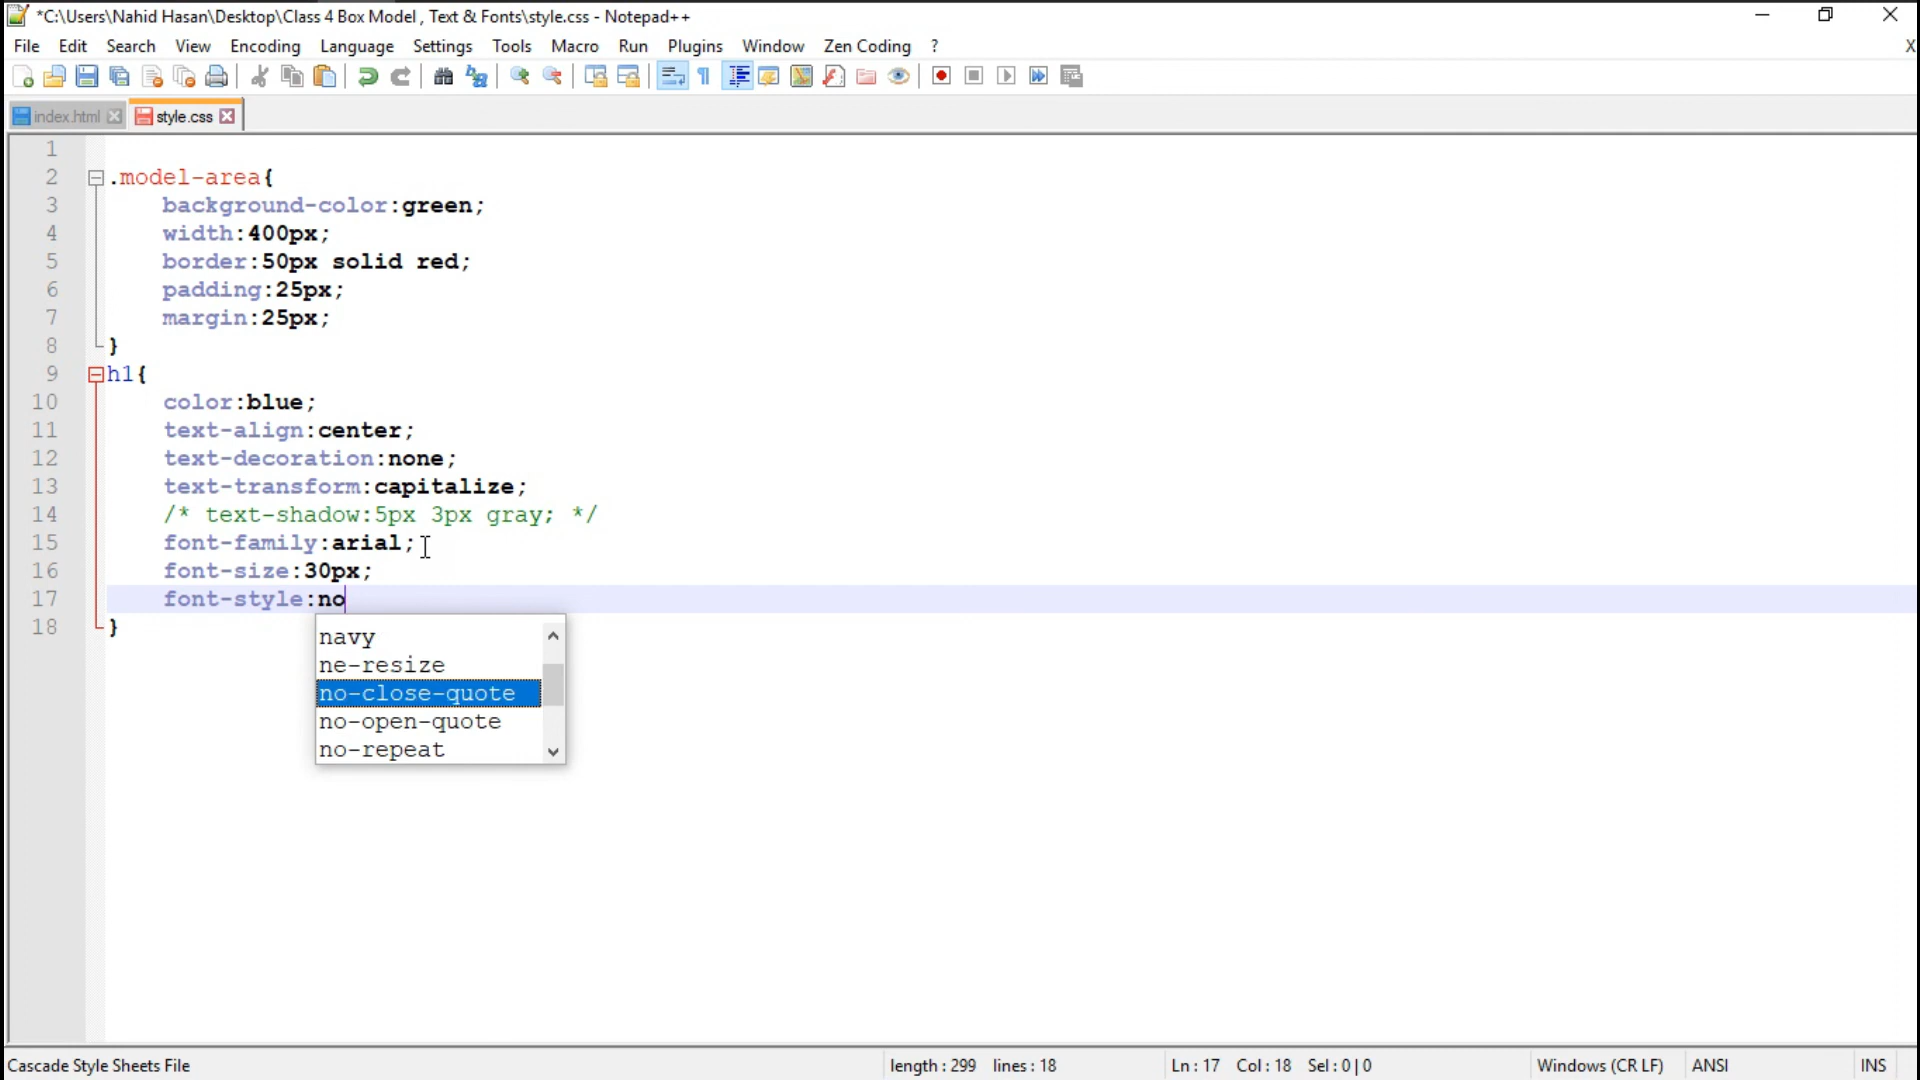 *C:\Users\Nahid Hasan\Desktop\Class 4 Box Model , Text & Fonts\style.css - Notepad++
File Edit Search View Encoding Language Settings Tools Macro Run Plugins Window Zen Coding ? X
index.html style.css
1
2 .model-area{
3 background-color:green;
4 width:400px;
5 border:50px solid red;
6 padding:25px;
7 margin:25px;
8 }
9 h1{
10 color:blue;
11 text-align:center;
12 text-decoration:none;
13 text-transform:capitalize;
14 /* text-shadow:5px 3px gray; */
15 font-family:arial;
16 font-size:30px;
17 font-style:no
18 }
navy
ne-resize
no-close-quote
no-open-quote
no-repeat
Cascade Style Sheets File length : 299 lines : 18 Ln : 17 Col : 18 Sel : 0 | 0 Windows (CR LF) ANSI INS